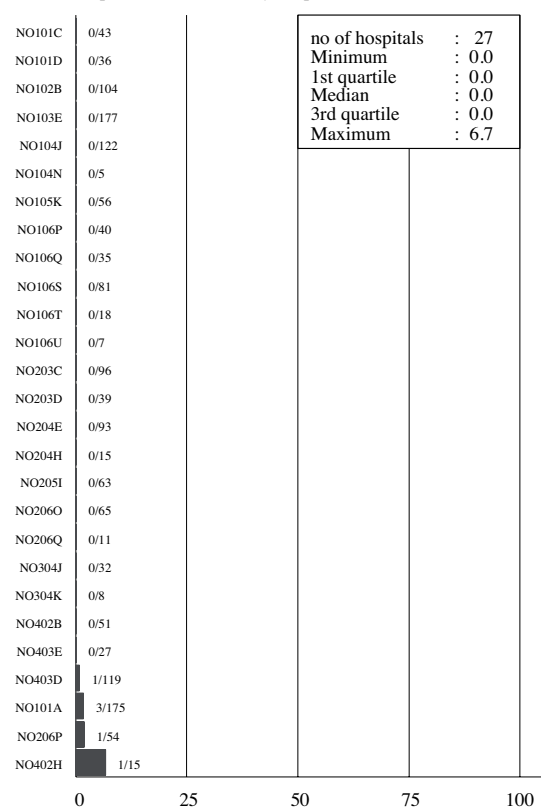 NO101C 0/43
NO101D 0/36
NO102B 0/104
NO103E 0/177
NO104J 0/122
NO104N 0/5
NO105K 0/56
NO106P 0/40
NO106Q 0/35
NO106S 0/81
NO106T 0/18
NO106U 0/7
NO203C 0/96
NO203D 0/39
NO204E 0/93
NO204H 0/15
NO205I 0/63
NO206O 0/65
NO206Q 0/11
NO304J 0/32
NO304K 0/8
NO402B 0/51
NO403E 0/27
NO403D 1/119
NO101A 3/175
NO206P 1/54
NO402H 1/15
0 25 50 75 100
no of hospitals : 27
Minimum : 0.0
1st quartile : 0.0
Median : 0.0
3rd quartile : 0.0
Maximum : 6.7